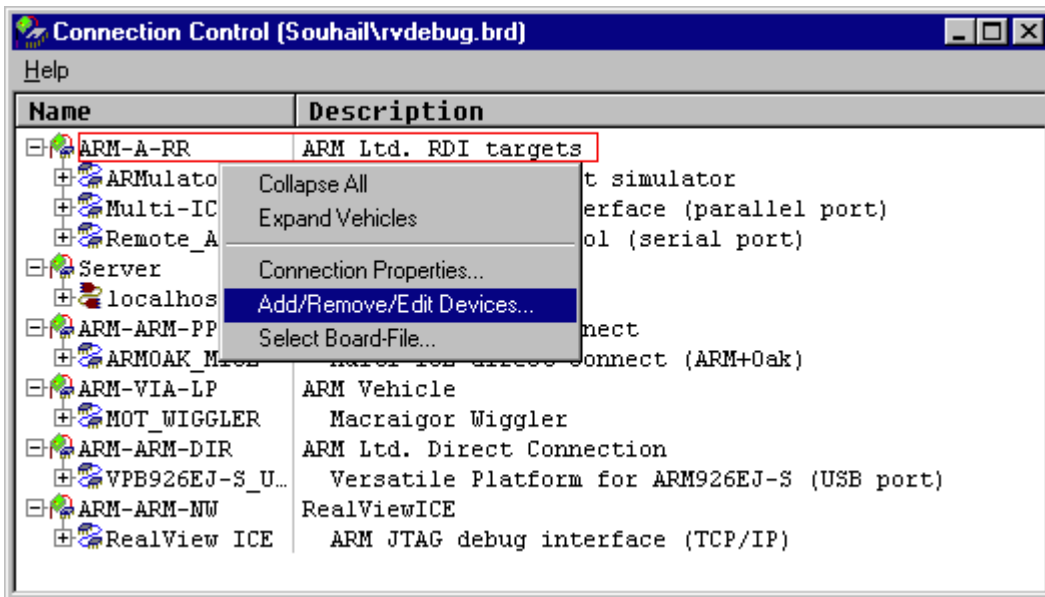 Connection Control (Souhail\rvdebug.brd)
Help
Name Description
ARM-A-RR ARM Ltd. RDI targets
ARMulato t simulator
Multi-IC erface (parallel port)
Remote_A ol (serial port)
Collapse All
Expand Vehicles
Connection Properties...
Add/Remove/Edit Devices...
Select Board-File...
Server
localhos
ARM-ARM-PP nect
ARMOAK_M onnect (ARM+Oak)
ARM-VIA-LP ARM Vehicle
MOT_WIGGLER Macraigor Wiggler
ARM-ARM-DIR ARM Ltd. Direct Connection
VPB926EJ-S_U… Versatile Platform for ARM926EJ-S (USB port)
ARM-ARM-NW RealViewICE
RealView ICE ARM JTAG debug interface (TCP/IP)